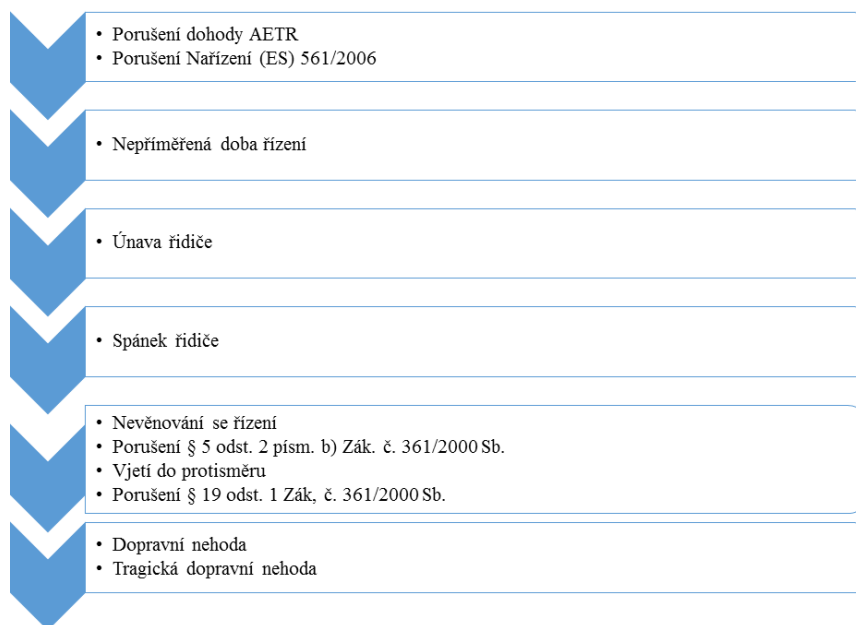 • Porušení dohody AETR
• Porušení Nařízení (ES) 561/2006
• Nepříměřená doba řízení
• Únava řidiče
• Spánek řidiče
• Nevěnování se řízení
• Porušení § 5 odst. 2 písm. b) Zák. č. 361/2000 Sb.
• Vjetí do protisměru
• Porušení § 19 odst. 1 Zák, č. 361/2000 Sb.
• Dopravní nehoda
• Tragická dopravní nehoda